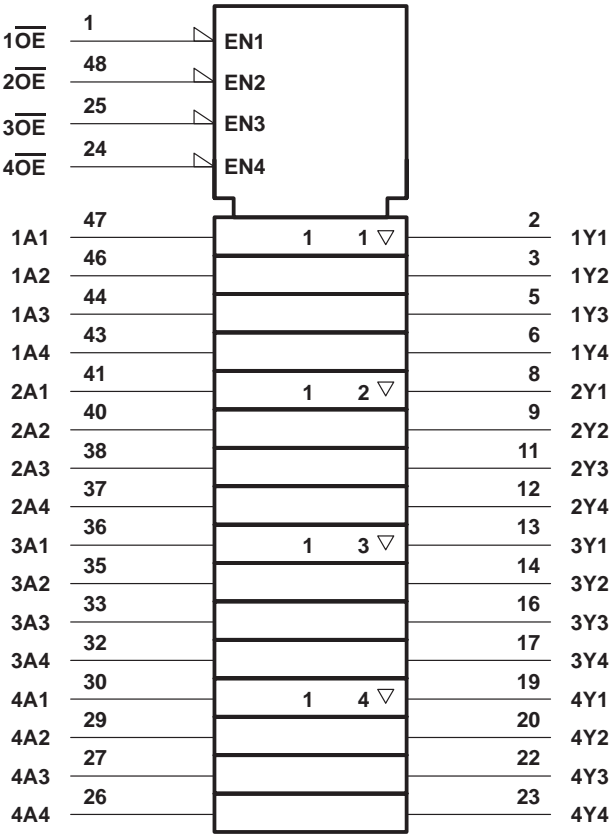 1O̅E̅ 1 EN1
2O̅E̅ 48 EN2
3O̅E̅ 25 EN3
4O̅E̅ 24 EN4
1A1 47 1 1 ▽ 2 1Y1
1A2 46 3 1Y2
1A3 44 5 1Y3
1A4 43 6 1Y4
2A1 41 1 2 ▽ 8 2Y1
2A2 40 9 2Y2
2A3 38 11 2Y3
2A4 37 12 2Y4
3A1 36 1 3 ▽ 13 3Y1
3A2 35 14 3Y2
3A3 33 16 3Y3
3A4 32 17 3Y4
4A1 30 1 4 ▽ 19 4Y1
4A2 29 20 4Y2
4A3 27 22 4Y3
4A4 26 23 4Y4